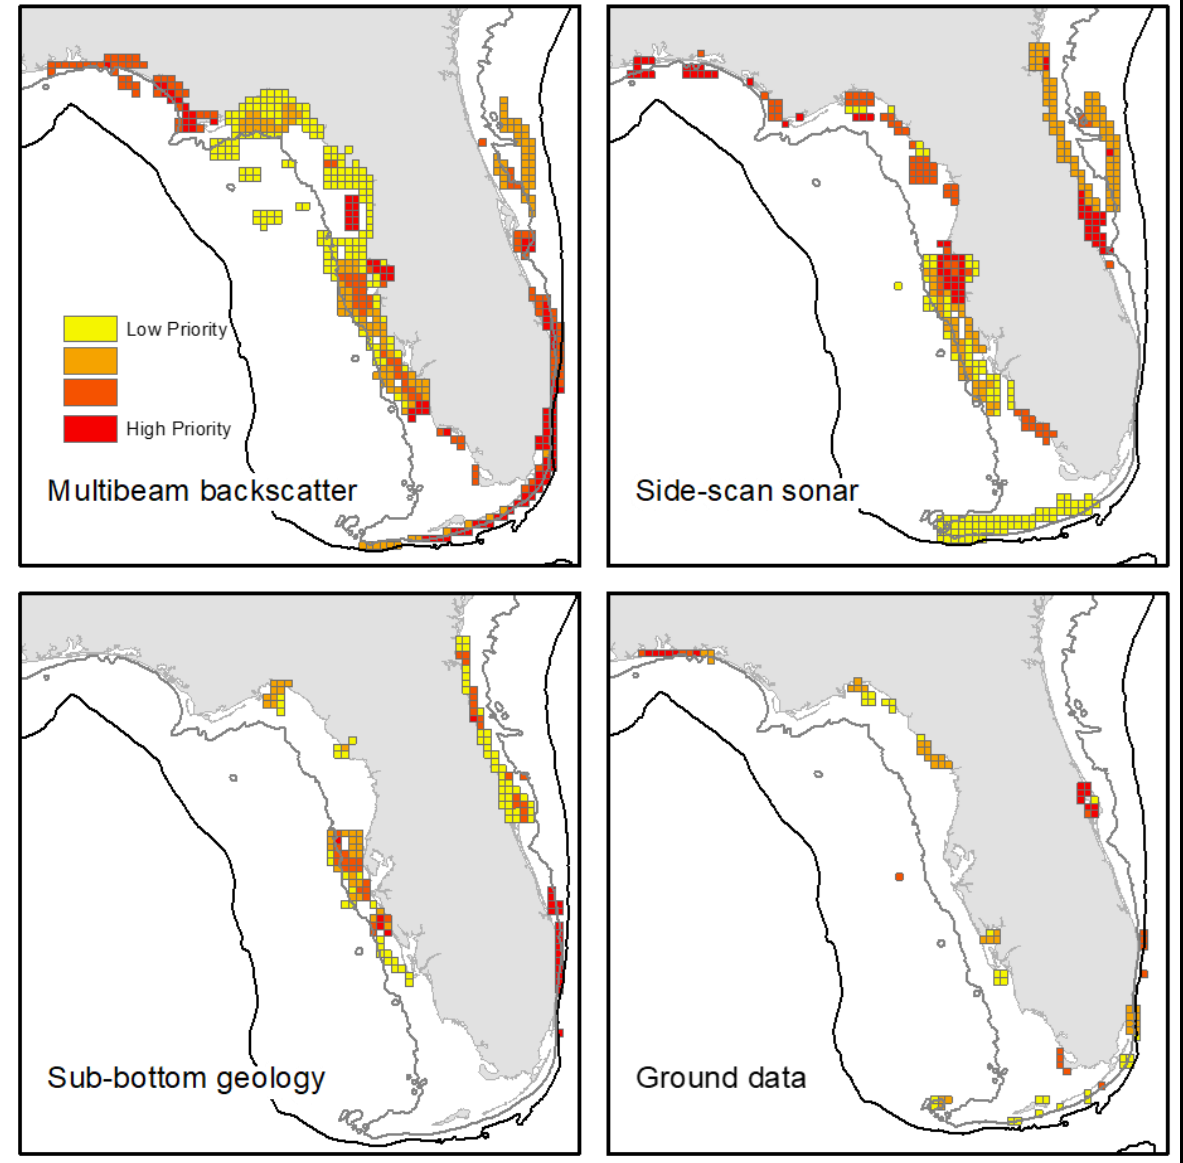 Low Priority
High Priority
Multibeam backscatter
Side-scan sonar
Sub-bottom geology
Ground data